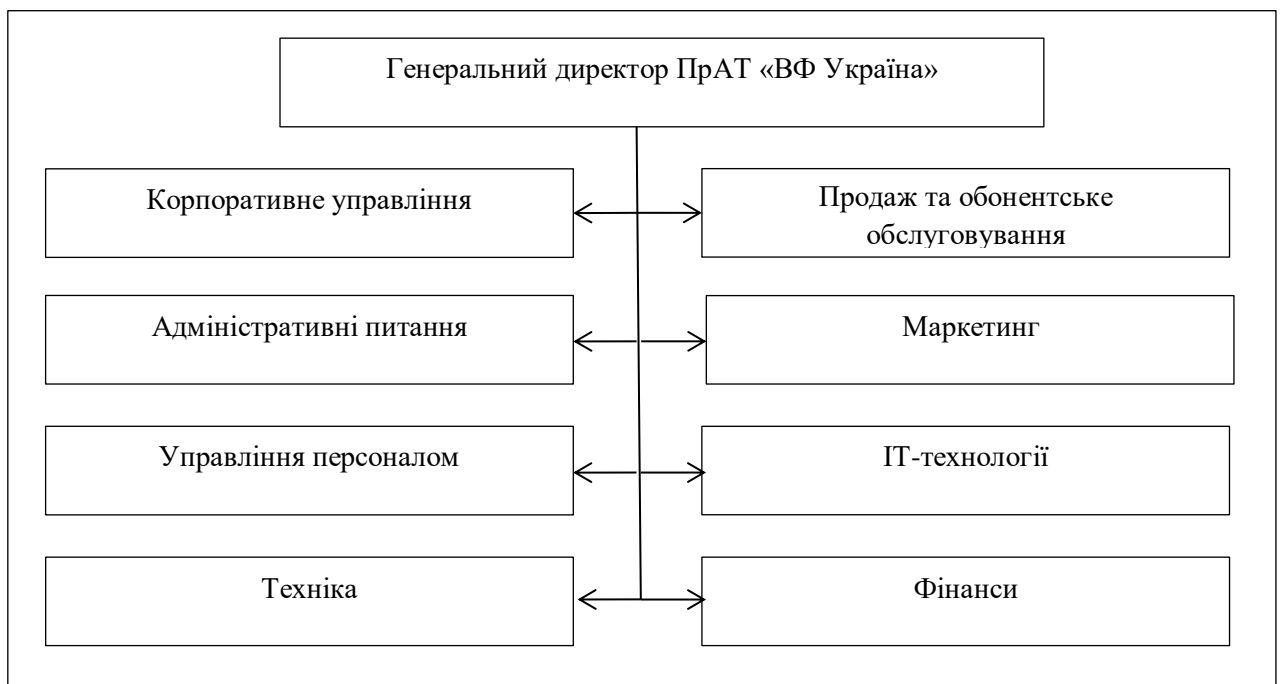 Генеральний директор ПрАТ «ВФ Україна»
Корпоративне управління
Продаж та обонентське
обслуговування
Адміністративні питання
Маркетинг
Управління персоналом
ІТ-технології
Техніка
Фінанси